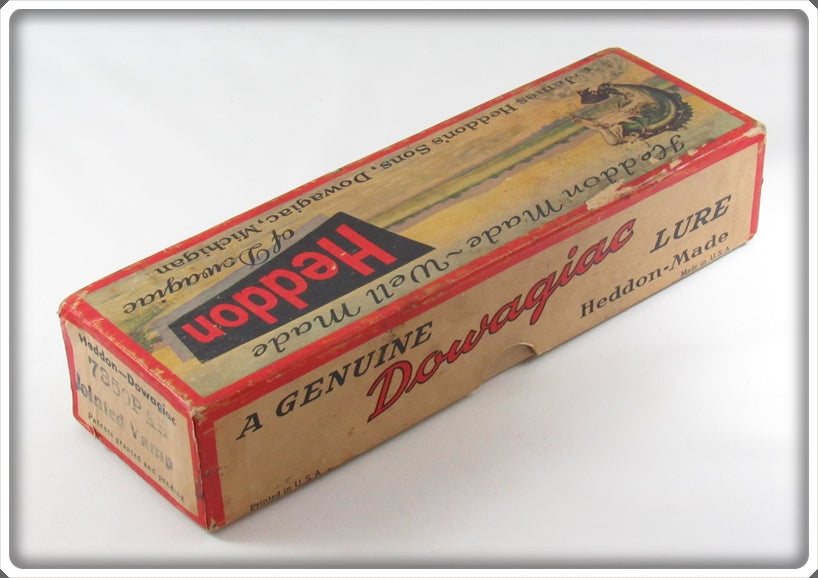 James Heddon's Sons, Dowagiac, Michigan
Heddon
of Dowagiac
Heddon Made ~ Well Made
A GENUINE
Dowagiac
LURE
Heddon-Made
Made in U.S.A.
Printed in U.S.A.
Heddon-Dowagiac
Jointed Vamp
Patents granted and pending